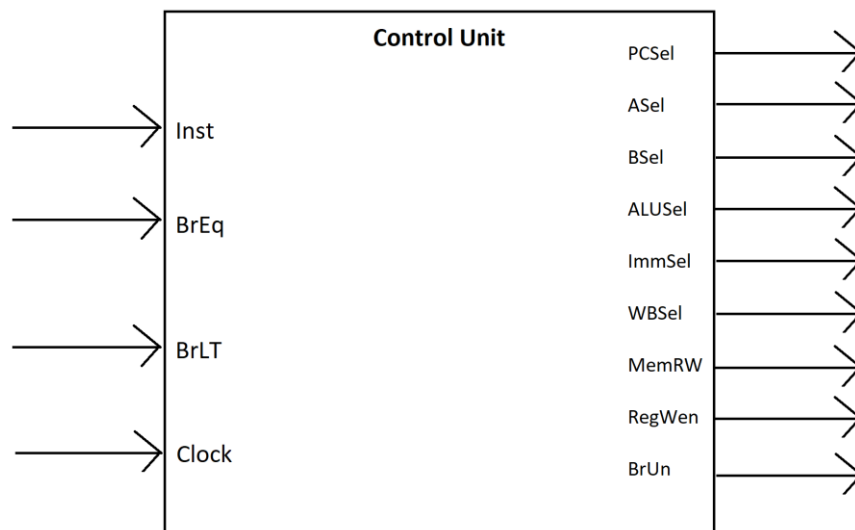 Control Unit
Inst
BrEq
BrLT
Clock
PCSel
ASel
BSel
ALUSel
ImmSel
WBSel
MemRW
RegWen
BrUn